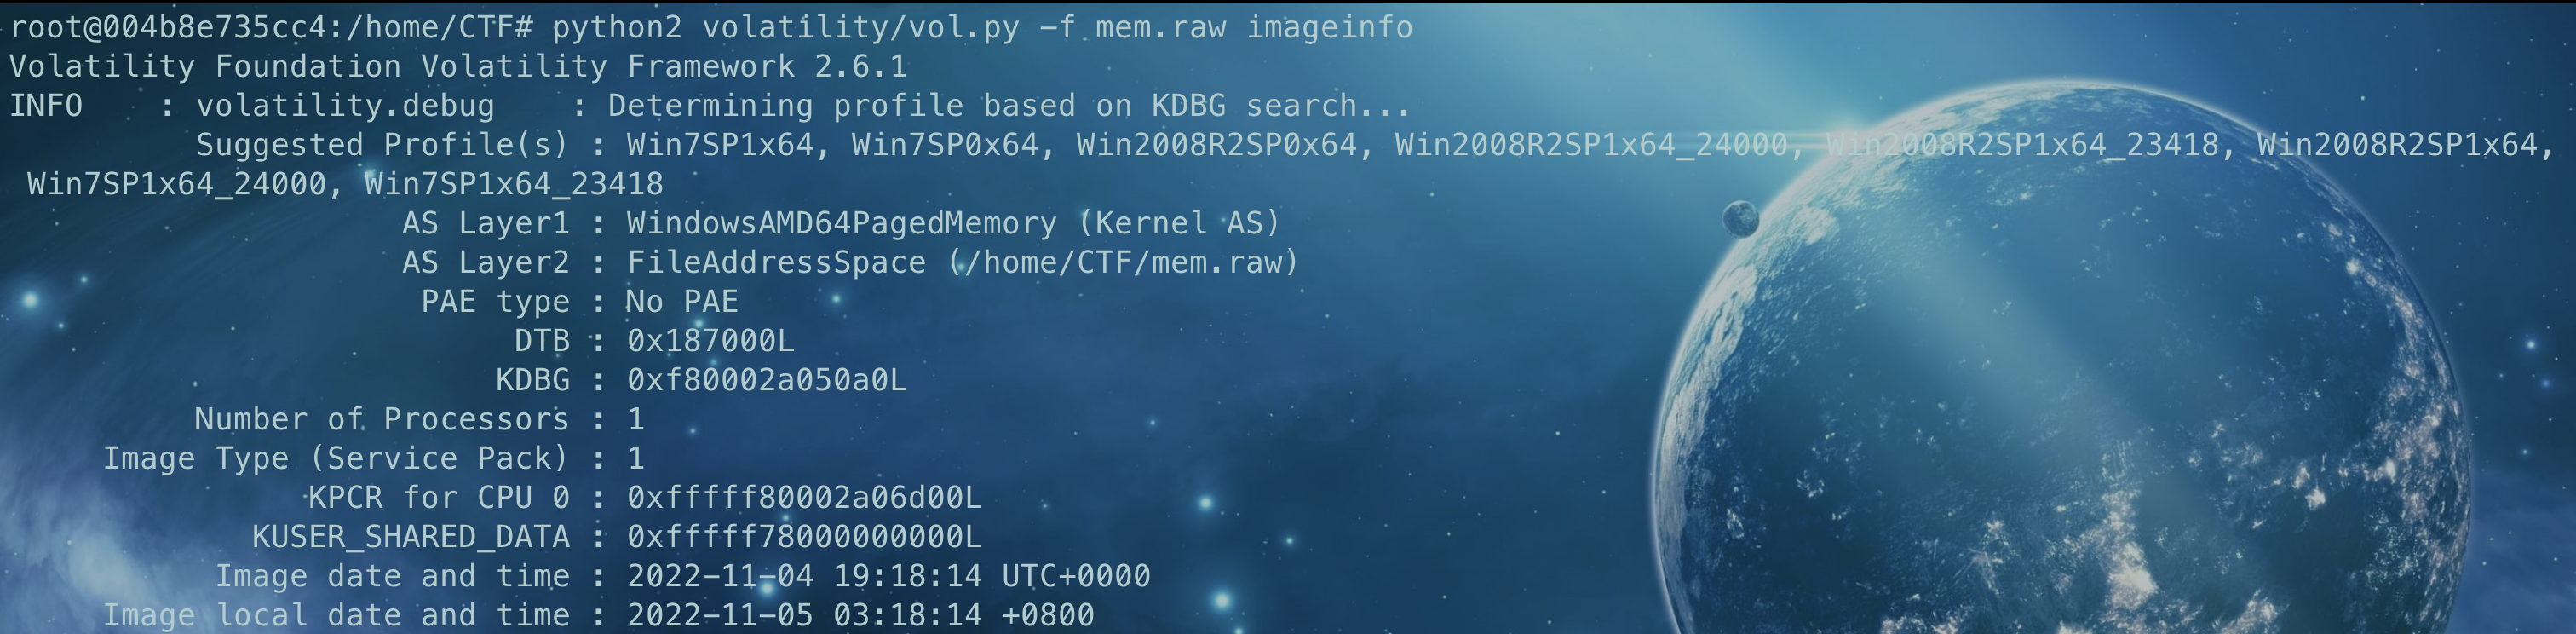 root@004b8e735cc4:/home/CTF# python2 volatility/vol.py -f mem.raw imageinfo
Volatility Foundation Volatility Framework 2.6.1
INFO    : volatility.debug    : Determining profile based on KDBG search...
          Suggested Profile(s) : Win7SP1x64, Win7SP0x64, Win2008R2SP0x64, Win2008R2SP1x64_24000, Win2008R2SP1x64_23418, Win2008R2SP1x64,
 Win7SP1x64_24000, Win7SP1x64_23418
                     AS Layer1 : WindowsAMD64PagedMemory (Kernel AS)
                     AS Layer2 : FileAddressSpace (/home/CTF/mem.raw)
                      PAE type : No PAE
                           DTB : 0x187000L
                          KDBG : 0xf80002a050a0L
          Number of Processors : 1
     Image Type (Service Pack) : 1
                KPCR for CPU 0 : 0xfffff80002a06d00L
             KUSER_SHARED_DATA : 0xfffff78000000000L
           Image date and time : 2022-11-04 19:18:14 UTC+0000
     Image local date and time : 2022-11-05 03:18:14 +0800